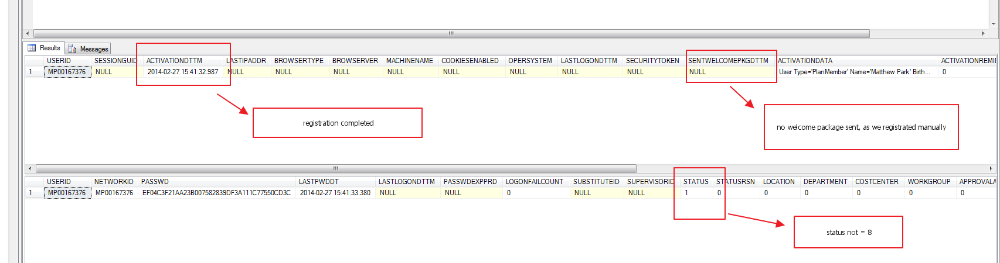 Results Messages
USERID SESSIONGUID ACTIVATIONDTTM LASTIPADDR BROWSERTYPE BROWSERVER MACHINENAME COOKIESENABLED OPERSYSTEM LASTLOGONDTTM SECURITYTOKEN SENTWELCOMEPKGDTTM ACTIVATIONDATA ACTIVATIONREMI
1 MP00167376 NULL 2014-02-27 15:41:32.987 NULL NULL NULL NULL NULL NULL NULL NULL NULL User Type='PlanMember' Name='Matthew Park' Birth... 0
registration completed
no welcome package sent, as we registrated manually
USERID NETWORKID PASSWD LASTPWDDT LASTLOGONDTTM PASSWDEXPPRD LOGONFAILCOUNT SUBSTITUTEID SUPERVISORID STATUS STATUSRSN LOCATION DEPARTMENT COSTCENTER WORKGROUP APPROVALA
1 MP00167376 MP00167376 EF04C3F21AA23B007582839DF3A111C77550CD3C 2014-02-27 15:41:33.380 NULL NULL 0 NULL NULL 1 0 0 0 0 0 0
status not = 8